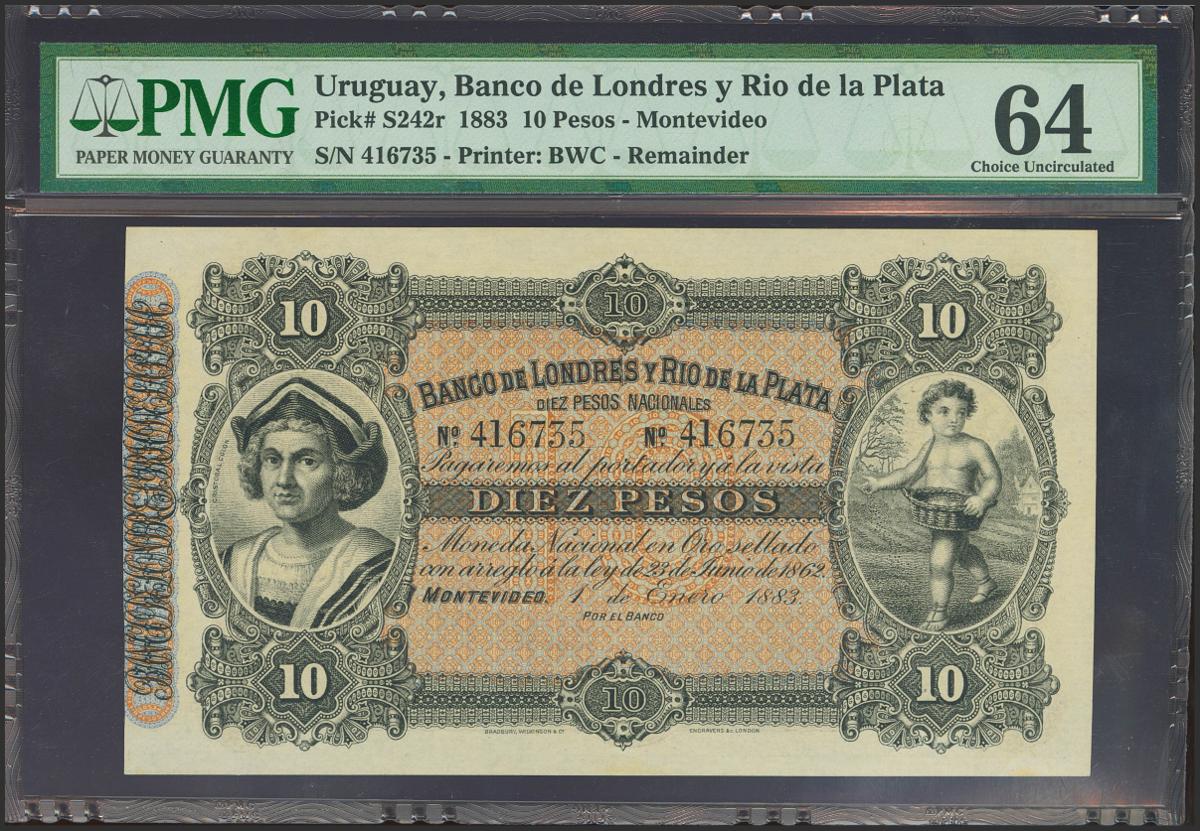 PMG
PAPER MONEY GUARANTY
Uruguay, Banco de Londres y Rio de la Plata
Pick# S242r 1883 10 Pesos - Montevideo
S/N 416735 - Printer: BWC - Remainder
64
Choice Uncirculated
10 10 10
BANCO DE LONDRES Y RIO DE LA PLATA
DIEZ PESOS NACIONALES
Nº. 416735 Nº. 416735
Pagaremos al portador y a la vista
DIEZ PESOS
Moneda Nacional en Oro sellado
con arreglo á la ley de 23 de Junio de 1862.
MONTEVIDEO. 1 de Enero 1883.
POR EL BANCO
CRISTOBAL COLON
10 10 10
BRADBURY, WILKINSON & Cº ENGRAVERS &c. LONDON